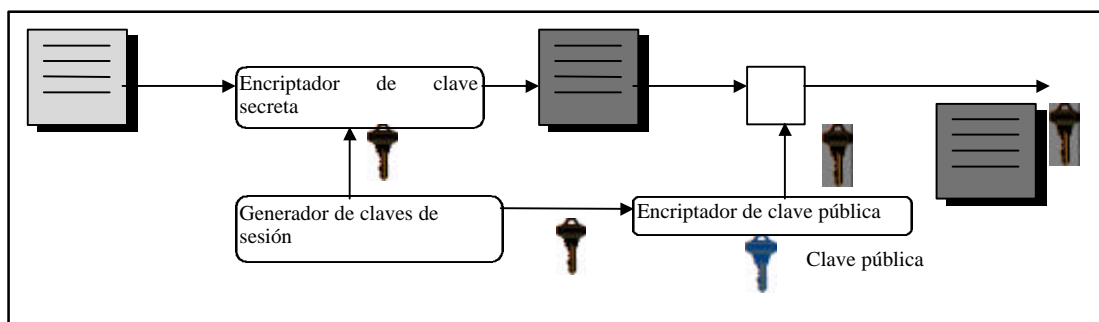 Encriptador de clave
secreta
Generador de claves de
sesión
Encriptador de clave pública
Clave pública